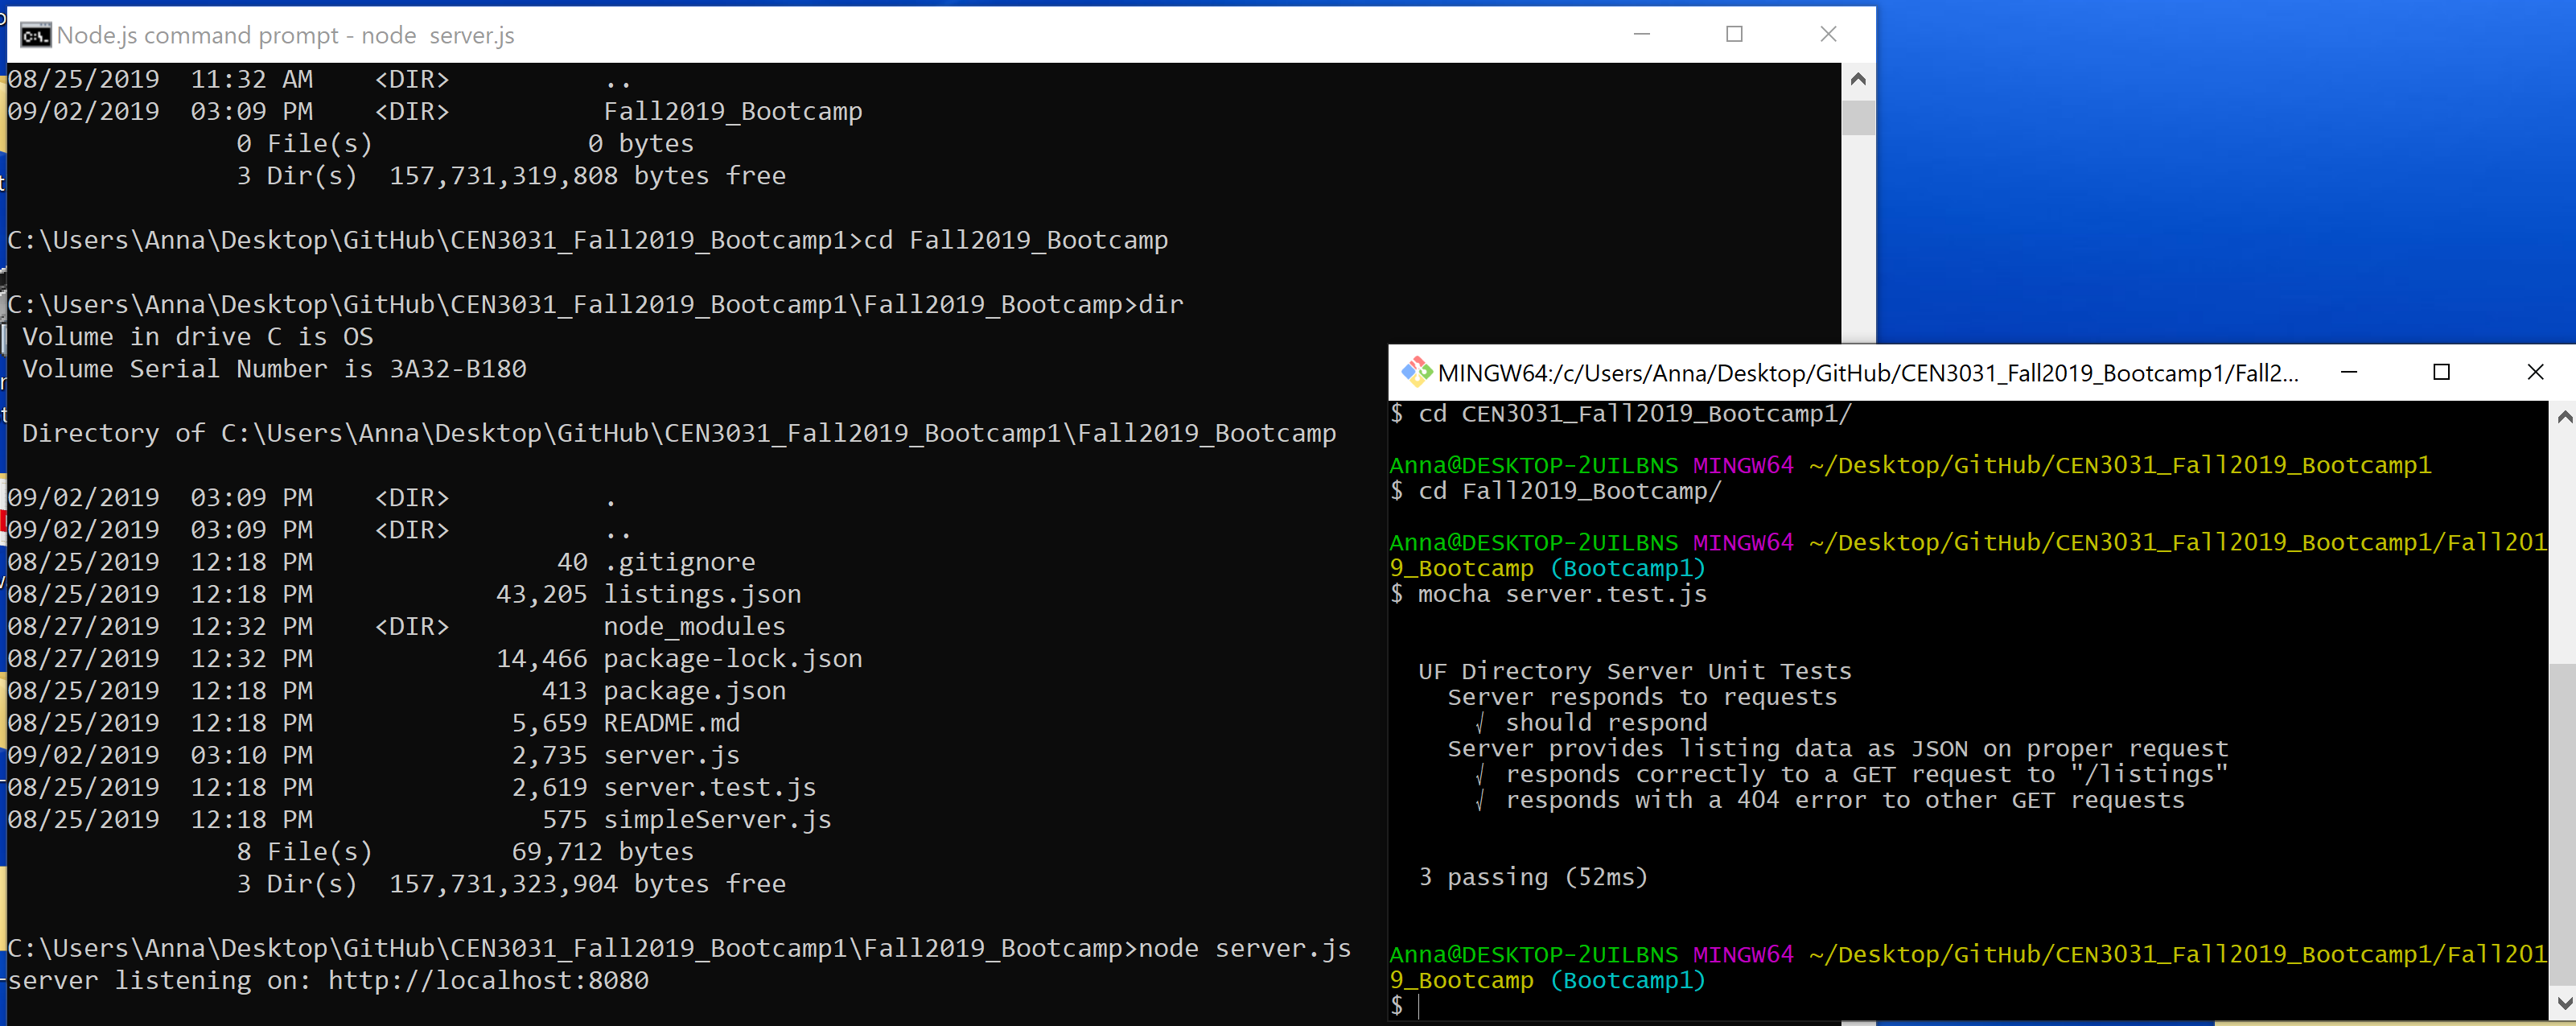 Node.js command prompt - node  server.js
08/25/2019  11:32 AM    <DIR>          ..
09/02/2019  03:09 PM    <DIR>          Fall2019_Bootcamp
               0 File(s)              0 bytes
               3 Dir(s)  157,731,319,808 bytes free
C:\Users\Anna\Desktop\GitHub\CEN3031_Fall2019_Bootcamp1>cd Fall2019_Bootcamp
C:\Users\Anna\Desktop\GitHub\CEN3031_Fall2019_Bootcamp1\Fall2019_Bootcamp>dir
 Volume in drive C is OS
 Volume Serial Number is 3A32-B180
 Directory of C:\Users\Anna\Desktop\GitHub\CEN3031_Fall2019_Bootcamp1\Fall2019_Bootcamp
09/02/2019  03:09 PM    <DIR>          .
09/02/2019  03:09 PM    <DIR>          ..
08/25/2019  12:18 PM                40 .gitignore
08/25/2019  12:18 PM            43,205 listings.json
08/27/2019  12:32 PM    <DIR>          node_modules
08/27/2019  12:32 PM            14,466 package-lock.json
08/25/2019  12:18 PM               413 package.json
08/25/2019  12:18 PM             5,659 README.md
09/02/2019  03:10 PM             2,735 server.js
08/25/2019  12:18 PM             2,619 server.test.js
08/25/2019  12:18 PM               575 simpleServer.js
               8 File(s)         69,712 bytes
               3 Dir(s)  157,731,323,904 bytes free
C:\Users\Anna\Desktop\GitHub\CEN3031_Fall2019_Bootcamp1\Fall2019_Bootcamp>node server.js
server listening on: http://localhost:8080
MINGW64:/c/Users/Anna/Desktop/GitHub/CEN3031_Fall2019_Bootcamp1/Fall2...
$ cd CEN3031_Fall2019_Bootcamp1/
Anna@DESKTOP-2UILBNS MINGW64 ~/Desktop/GitHub/CEN3031_Fall2019_Bootcamp1
$ cd Fall2019_Bootcamp/
Anna@DESKTOP-2UILBNS MINGW64 ~/Desktop/GitHub/CEN3031_Fall2019_Bootcamp1/Fall201
9_Bootcamp (Bootcamp1)
$ mocha server.test.js
  UF Directory Server Unit Tests
    Server responds to requests
      √ should respond
    Server provides listing data as JSON on proper request
      √ responds correctly to a GET request to "/listings"
      √ responds with a 404 error to other GET requests
  3 passing (52ms)
Anna@DESKTOP-2UILBNS MINGW64 ~/Desktop/GitHub/CEN3031_Fall2019_Bootcamp1/Fall201
9_Bootcamp (Bootcamp1)
$